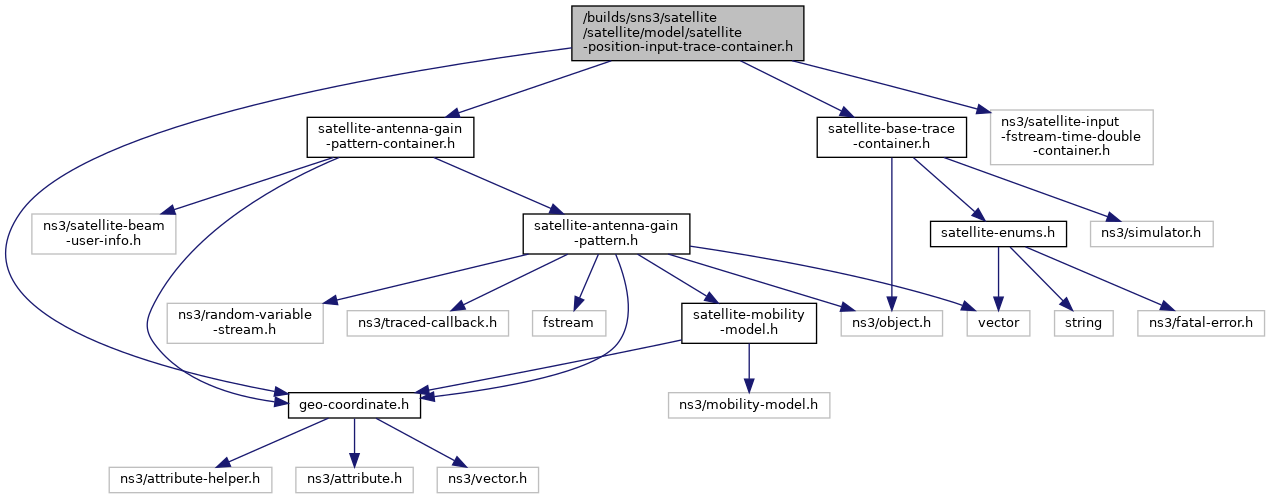 /builds/sns3/satellite
/satellite/model/satellite
-position-input-trace-container.h
satellite-antenna-gain
-pattern-container.h
satellite-base-trace
-container.h
ns3/satellite-input
-fstream-time-double
-container.h
ns3/satellite-beam
-user-info.h
satellite-antenna-gain
-pattern.h
satellite-enums.h
ns3/simulator.h
ns3/random-variable
-stream.h
ns3/traced-callback.h
fstream
satellite-mobility
-model.h
ns3/object.h
vector
string
ns3/fatal-error.h
geo-coordinate.h
ns3/mobility-model.h
ns3/attribute-helper.h
ns3/attribute.h
ns3/vector.h